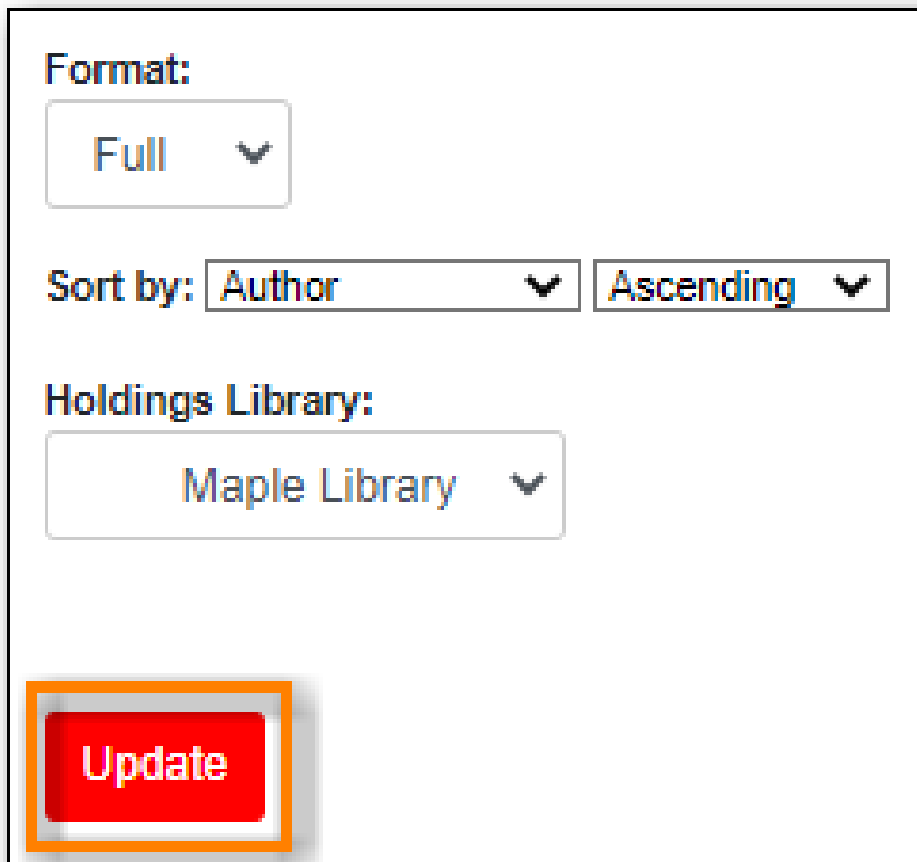 Format:
Full
Sort by: Author Ascending
Holdings Library:
Maple Library
Update